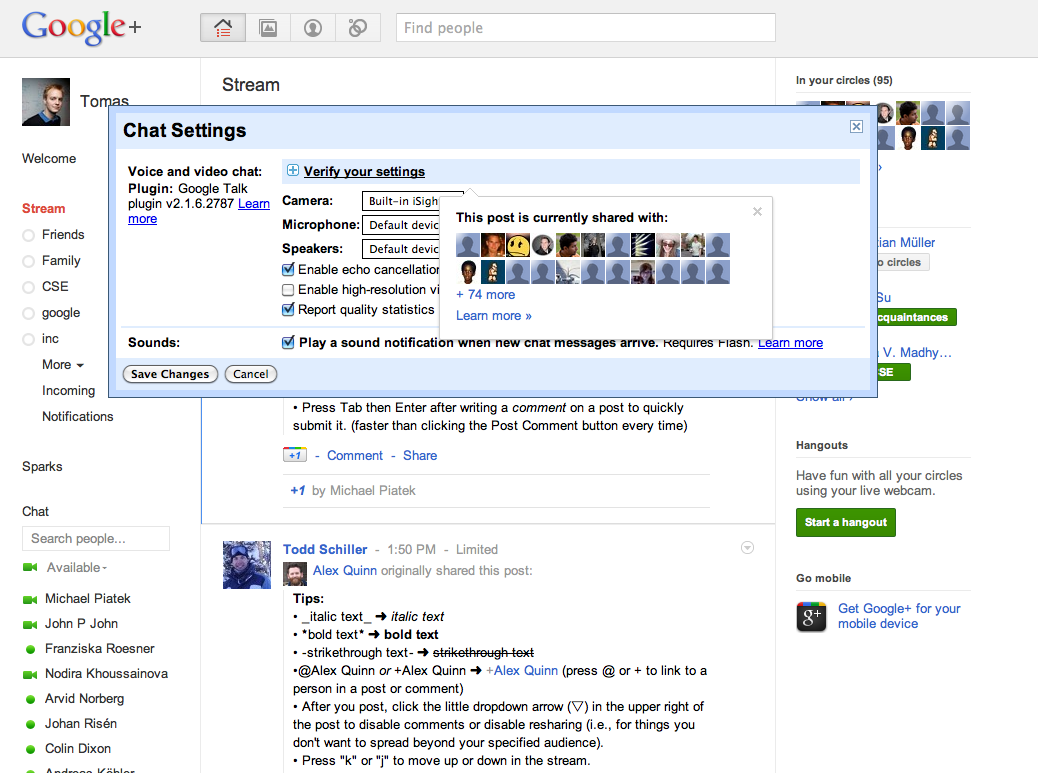 Google+
Find people
Tomas
Welcome
Stream
Friends
Family
CSE
google
inc
More
Incoming
Notifications
Sparks
Chat
Search people...
Available
Michael Piatek
John P John
Franziska Roesner
Nodira Khoussainova
Arvid Norberg
Johan Risén
Colin Dixon
Andreas Köhler
Stream
Chat Settings
Voice and video chat:
Plugin: Google Talk
plugin v2.1.6.2787 Learn
more
Verify your settings
Camera: Built-in iSigh
Microphone: Default devic
Speakers: Default devic
Enable echo cancellation
Enable high-resolution vi
Report quality statistics
This post is currently shared with:
+ 74 more
Learn more »
Sounds: Play a sound notification when new chat messages arrive. Requires Flash. Learn more
Save Changes Cancel
• Press Tab then Enter after writing a comment on a post to quickly
submit it. (faster than clicking the Post Comment button every time)
+1 - Comment - Share
+1 by Michael Piatek
Todd Schiller - 1:50 PM - Limited
Alex Quinn originally shared this post:
Tips:
• _italic text_ ➜ italic text
• *bold text* ➜ bold text
• -strikethrough text- ➜ strikethrough text
•@Alex Quinn or +Alex Quinn ➜ +Alex Quinn (press @ or + to link to a
person in a post or comment)
• After you post, click the little dropdown arrow (▽) in the upper right of
the post to disable comments or disable resharing (i.e., for things you
don't want to spread beyond your specified audience).
• Press "k" or "j" to move up or down in the stream.
In your circles (95)
tian Müller
o circles
Su
cquaintances
V. Madhy...
SE
Show all ›
Hangouts
Have fun with all your circles
using your live webcam.
Start a hangout
Go mobile
g+
Get Google+ for your
mobile device